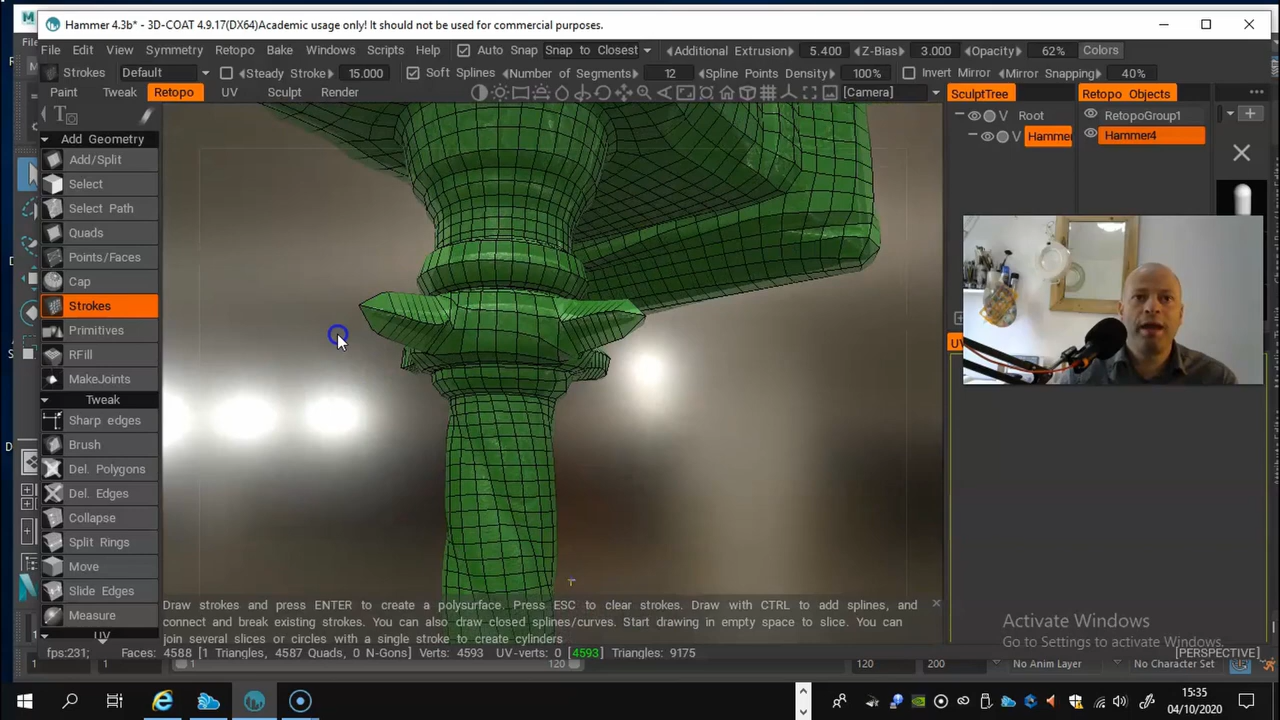 Hammer 4.3b* - 3D-COAT 4.9.17(DX64)Academic usage only! It should not be used for commercial purposes.
File Edit View Symmetry Retopo Bake Windows Scripts Help Auto Snap Snap to Closest Additional Extrusion 5.400 Z-Bias 3.000 Opacity 62% Colors
Strokes Default Steady Stroke 15.000 Soft Splines Number of Segments 12 Spline Points Density 100% Invert Mirror Mirror Snapping 40%
Paint Tweak Retopo UV Sculpt Render [Camera] SculptTree Retopo Objects
Root RetopoGroup1
V Hammer Hammer4
Add Geometry
Add/Split
Select
Select Path
Quads
Points/Faces
Cap
Strokes
Primitives
RFill
MakeJoints
Tweak
Sharp edges
Brush
Del. Polygons
Del. Edges
Collapse
Split Rings
Move
Slide Edges
Measure
UV
Draw strokes and press ENTER to create a polysurface. Press ESC to clear strokes. Draw with CTRL to add splines, and
connect and break existing strokes. You can also draw closed splines/curves. Start drawing in empty space to slice. You can
join several slices or circles with a single stroke to create cylinders
Activate Windows
Go to Settings to activate Windows.
fps:231; Faces: 4588 [1 Triangles, 4587 Quads, 0 N-Gons] Verts: 4593 UV-verts: 0 [4593] Triangles: 9175 [PERSPECTIVE]
1 1 120 120 200 No Anim Layer No Character Set
15:35
04/10/2020